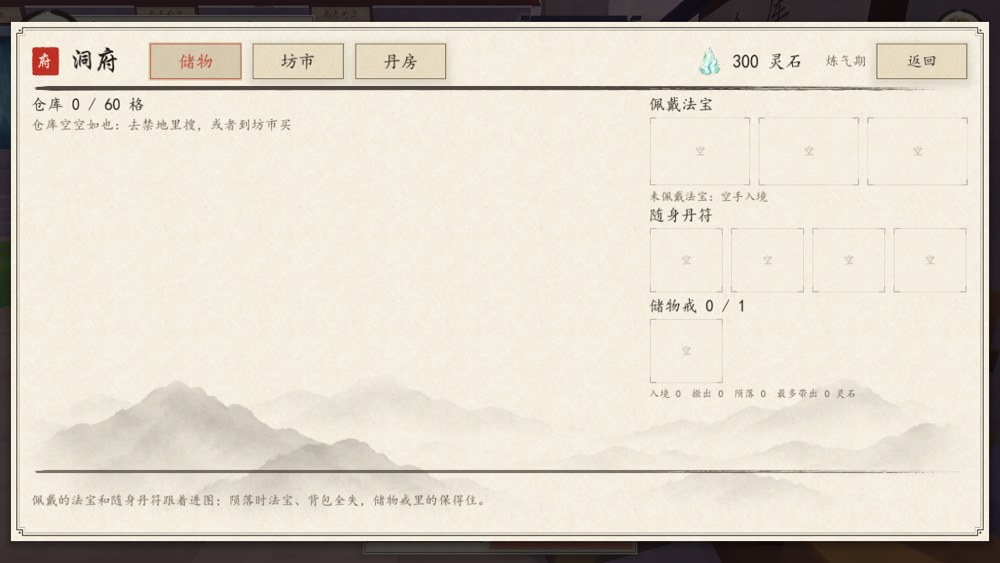 府 洞府 储物 坊市 丹房 300 灵石 炼气期 返回
仓库 0 / 60 格
仓库空空如也：去禁地里搜，或者到坊市买
佩戴法宝
空 空 空
未佩戴法宝：空手入境
随身丹符
空 空 空 空
储物戒 0 / 1
空
入境 0 搬出 0 陨落 0 最多带出 0 灵石
佩戴的法宝和随身丹符跟着进图；陨落时法宝、背包全失，储物戒里的保得住。